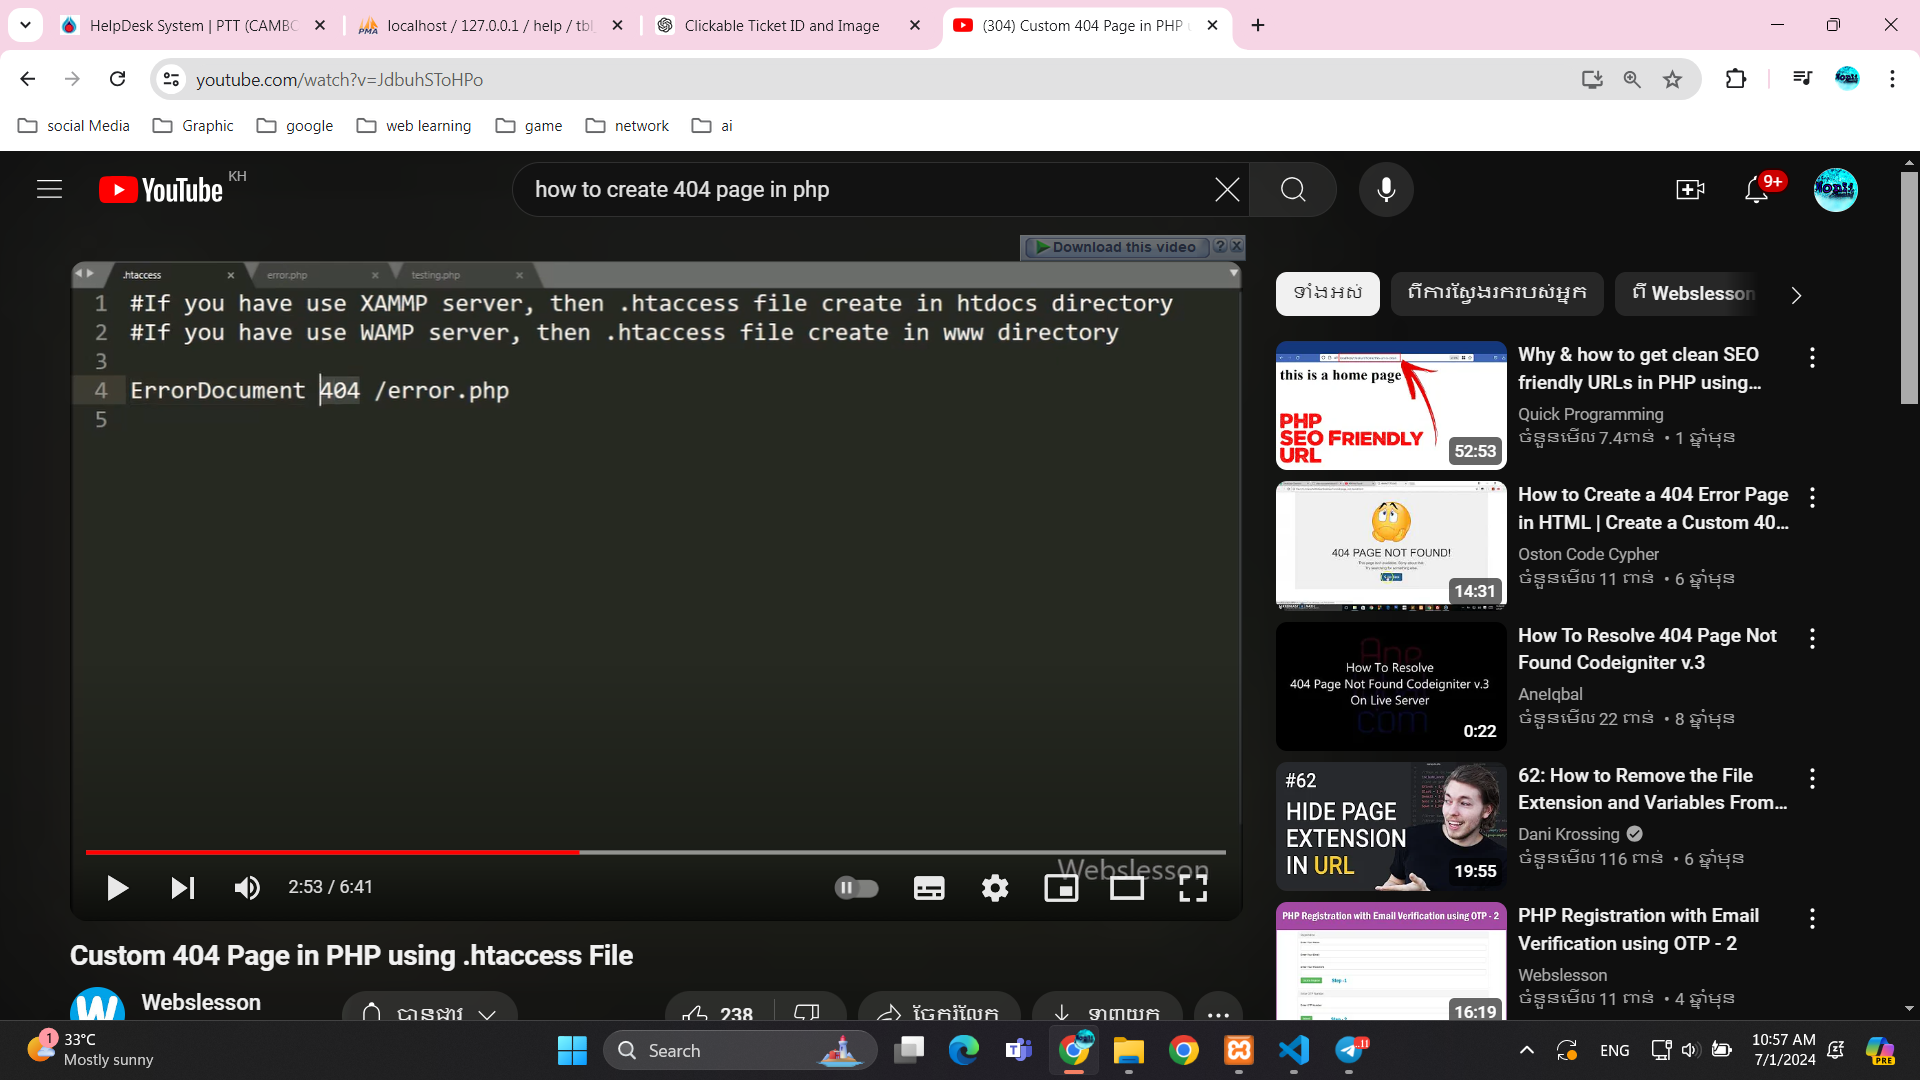 HelpDesk System | PTT (CAMBO
localhost / 127.0.0.1 / help / tbl
Clickable Ticket ID and Image
(304) Custom 404 Page in PHP u
youtube.com/watch?v=JdbuhSToHPo
social Media
Graphic
google
web learning
game
network
ai
YouTube KH
how to create 404 page in php
9+
Download this video
.htaccess
error.php
testing.php
1 #If you have use XAMMP server, then .htaccess file create in htdocs directory
2 #If you have use WAMP server, then .htaccess file create in www directory
3
4 ErrorDocument 404 /error.php
5
Webslesson
2:53 / 6:41
Custom 404 Page in PHP using .htaccess File
Webslesson
បានជាវ
238
ចែករំលែក
ទាញយក
ទាំងអស់
ពីការស្វែងរករបស់អ្នក
ពី Webslesson
this is a home page
PHP
SEO FRIENDLY
URL
52:53
Why & how to get clean SEO
friendly URLs in PHP using...
Quick Programming
ចំនួនមើល 7.4ពាន់ • 1 ឆ្នាំមុន
404 PAGE NOT FOUND!
14:31
How to Create a 404 Error Page
in HTML | Create a Custom 40...
Oston Code Cypher
ចំនួនមើល 11 ពាន់ • 6 ឆ្នាំមុន
How To Resolve
404 Page Not Found Codeigniter v.3
On Live Server
0:22
How To Resolve 404 Page Not
Found Codeigniter v.3
AneIqbal
ចំនួនមើល 22 ពាន់ • 8 ឆ្នាំមុន
#62
HIDE PAGE
EXTENSION
IN URL
19:55
62: How to Remove the File
Extension and Variables From...
Dani Krossing
ចំនួនមើល 116 ពាន់ • 6 ឆ្នាំមុន
PHP Registration with Email Verification using OTP - 2
16:19
PHP Registration with Email
Verification using OTP - 2
Webslesson
ចំនួនមើល 11 ពាន់ • 4 ឆ្នាំមុន
1
33°C
Mostly sunny
Search
11
ENG
10:57 AM
7/1/2024
PRE